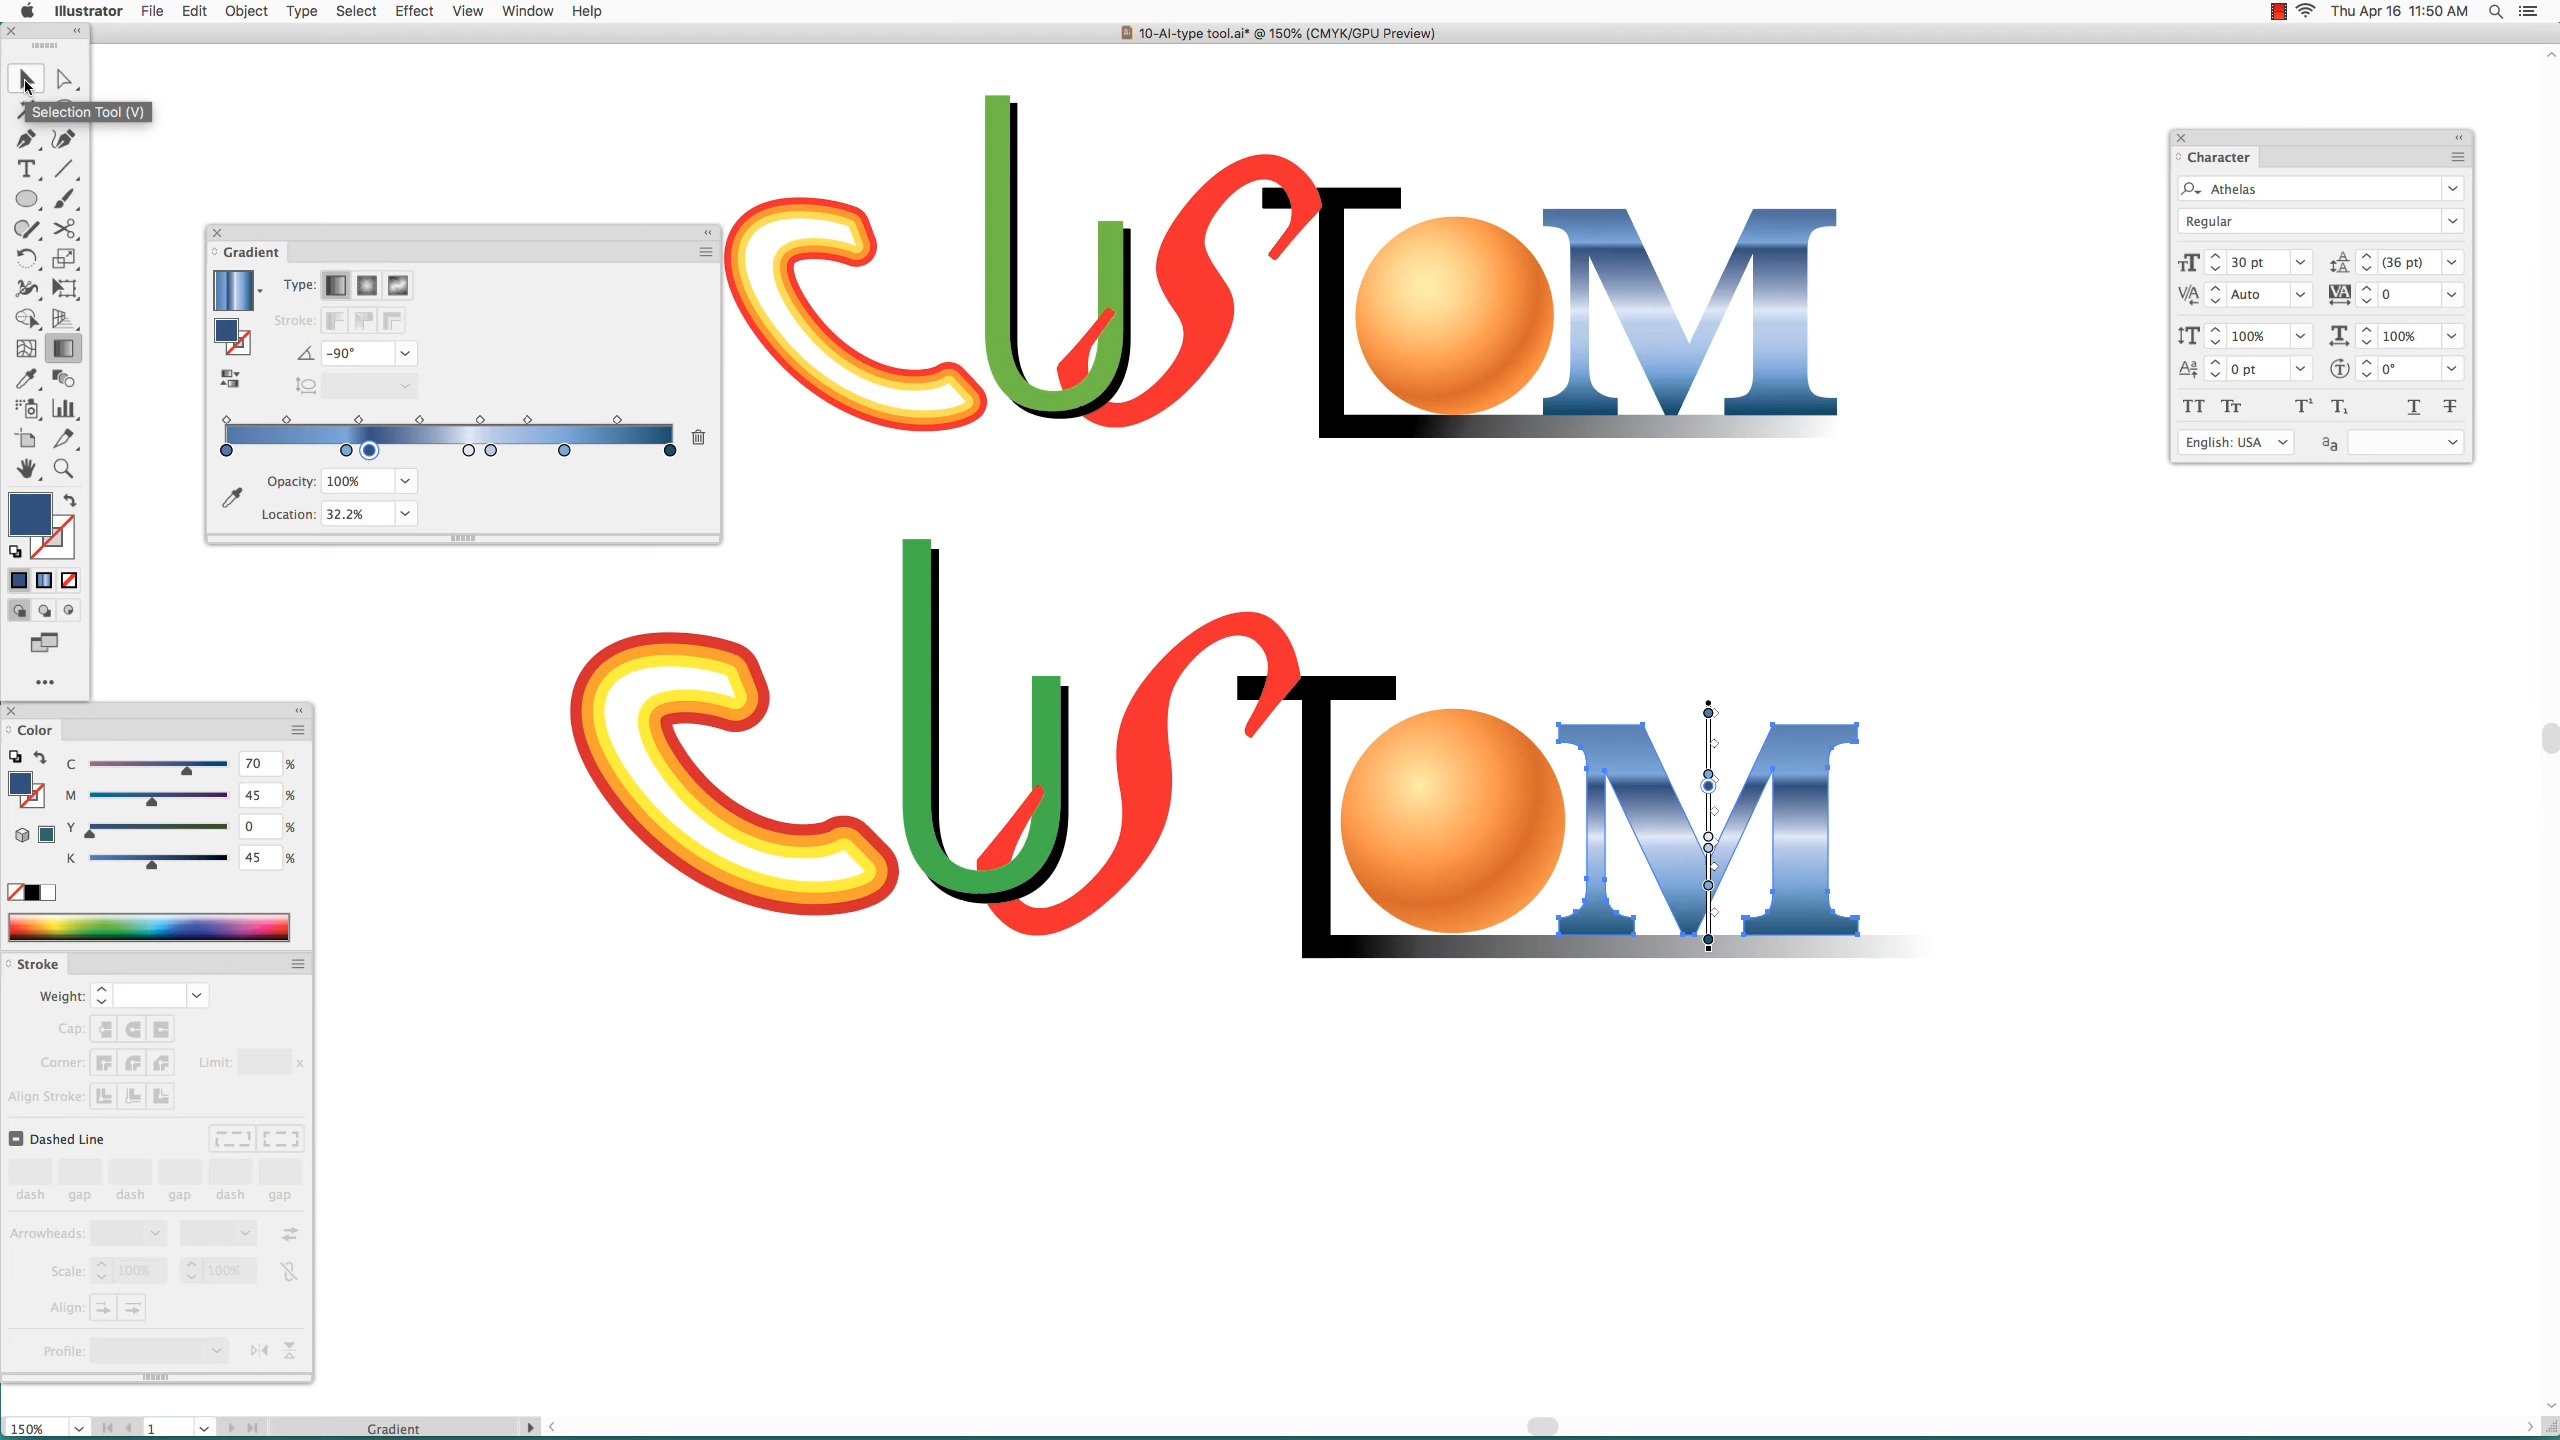 Illustrator File Edit Object Type Select Effect View Window Help
Thu Apr 16 11:50 AM
10-AI-type tool.ai* @ 150% (CMYK/GPU Preview)
Selection Tool (V)
CUSTOM
Gradient
Type:
Stroke:
-90°
Opacity: 100%
Location: 32.2%
Character
Athelas
Regular
30 pt (36 pt)
Auto 0
100% 100%
0 pt 0°
English: USA
CUSTOM
Color
C 70 %
M 45 %
Y 0 %
K 45 %
Stroke
Weight:
Cap:
Corner: Limit: x
Align Stroke:
Dashed Line
dash gap dash gap dash gap
Arrowheads:
Scale: 100% 100%
Align:
Profile:
150% 1 Gradient